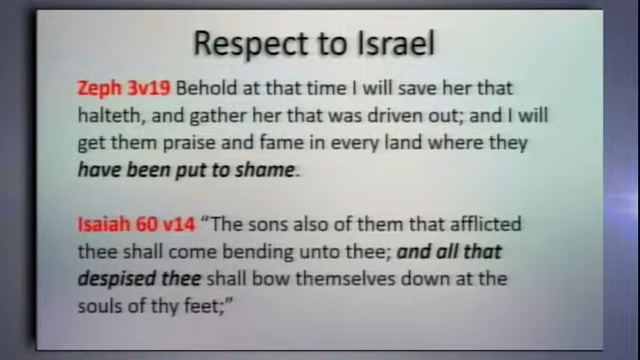 Respect to Israel
Zeph 3v19 Behold at that time I will save her that
halteth, and gather her that was driven out; and I will
get them praise and fame in every land where they
have been put to shame.
Isaiah 60 v14 “The sons also of them that afflicted
thee shall come bending unto thee; and all that
despised thee shall bow themselves down at the
souls of thy feet;”